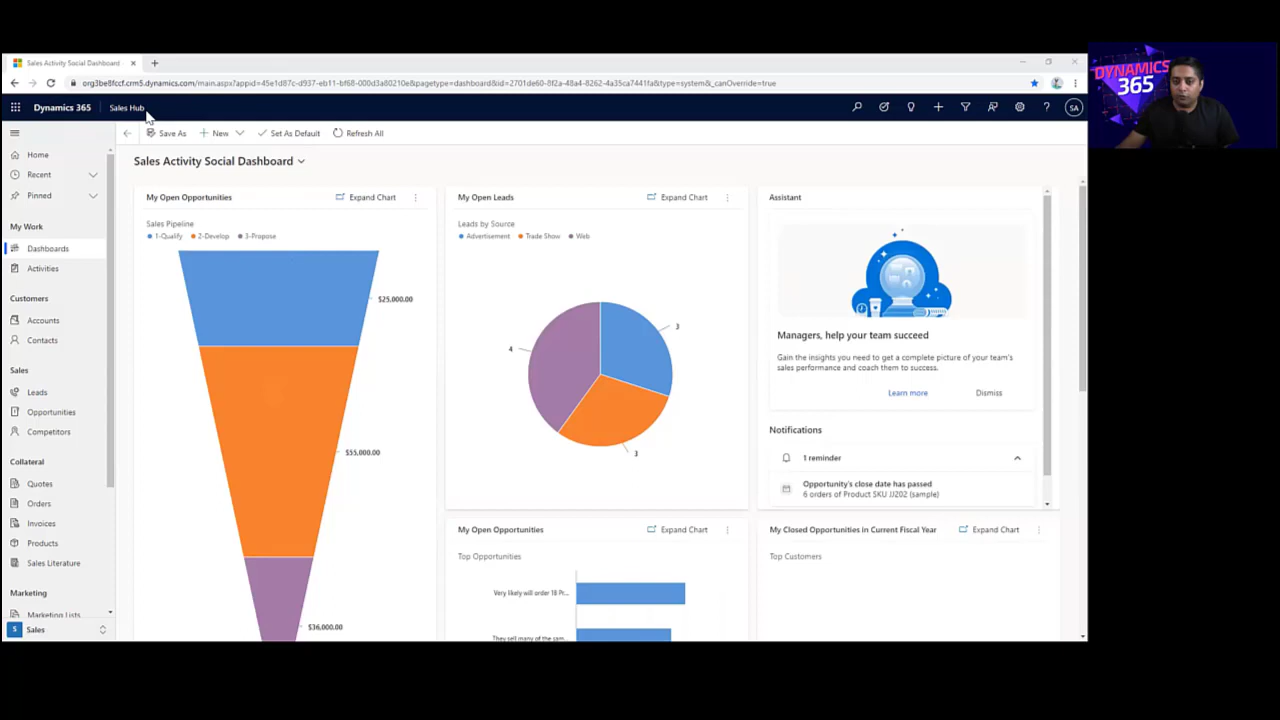 Sales Activity Social Dashboard
org3be8fccf.crm5.dynamics.com/main.aspx?appid=45e1d87c-d937-eb11-bf68-000d3a80210e&pagetype=dashboard&id=2701de60-8f2a-48a4-8262-4a35ca7441fa&type=system&_canOverride=true
Dynamics 365
Sales Hub
SA
Save As
New
Set As Default
Refresh All
Home
Recent
Pinned
My Work
Dashboards
Activities
Customers
Accounts
Contacts
Sales
Leads
Opportunities
Competitors
Collateral
Quotes
Orders
Invoices
Products
Sales Literature
Marketing
Marketing Lists
S Sales
Sales Activity Social Dashboard
My Open Opportunities
Expand Chart
Sales Pipeline
1-Qualify 2-Develop 3-Propose
$25,000.00
$55,000.00
$36,000.00
My Open Leads
Expand Chart
Leads by Source
Advertisement Trade Show Web
3
4
3
Assistant
Managers, help your team succeed
Gain the insights you need to get a complete picture of your team's
sales performance and coach them to success.
Learn more
Dismiss
Notifications
1 reminder
Opportunity's close date has passed
6 orders of Product SKU JJ202 (sample)
My Open Opportunities
Expand Chart
Top Opportunities
Very likely will order 18 Pr...
They sell many of the sam...
My Closed Opportunities in Current Fiscal Year
Expand Chart
Top Customers
DYNAMICS
365